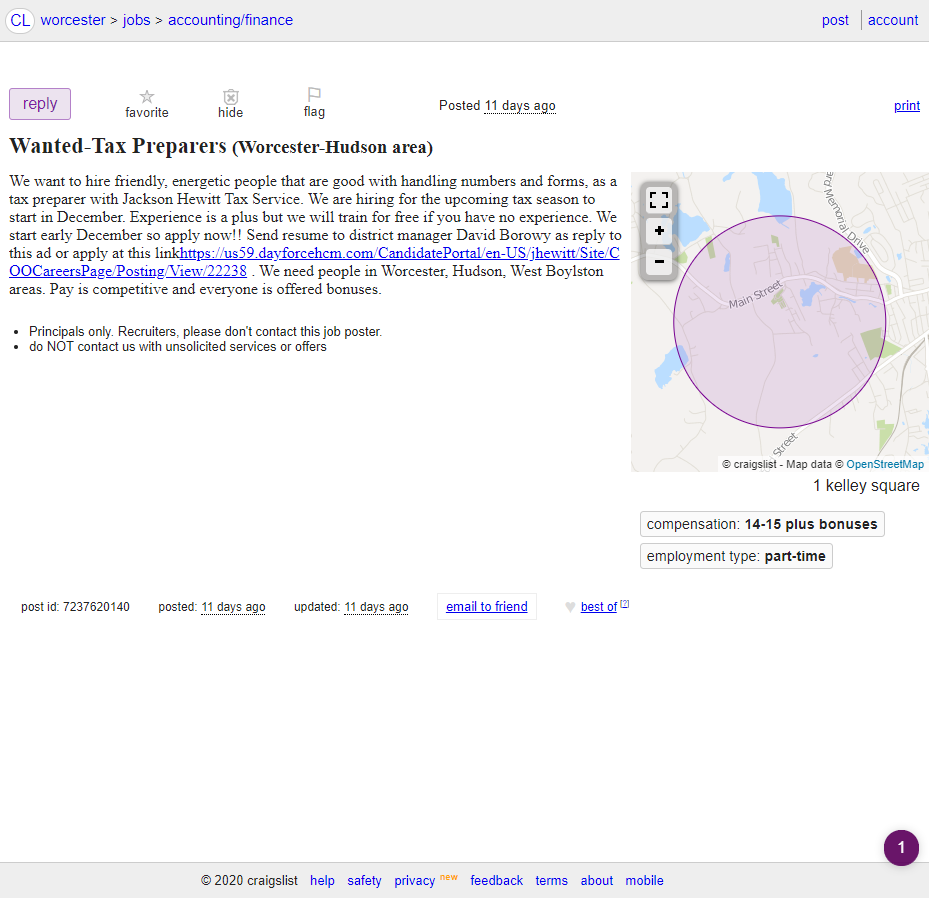 CL worcester > jobs > accounting/finance post account
reply favorite hide flag Posted 11 days ago print
Wanted-Tax Preparers (Worcester-Hudson area)
We want to hire friendly, energetic people that are good with handling numbers and forms, as a
tax preparer with Jackson Hewitt Tax Service. We are hiring for the upcoming tax season to
start in December. Experience is a plus but we will train for free if you have no experience. We
start early December so apply now!! Send resume to district manager David Borowy as reply to
this ad or apply at this linkhttps://us59.dayforcehcm.com/CandidatePortal/en-US/jhewitt/Site/C
OOCareersPage/Posting/View/22238 . We need people in Worcester, Hudson, West Boylston
areas. Pay is competitive and everyone is offered bonuses.
• Principals only. Recruiters, please don't contact this job poster.
• do NOT contact us with unsolicited services or offers
+
−
Memorial Drive
Main Street
Street
© craigslist - Map data © OpenStreetMap
1 kelley square
compensation: 14-15 plus bonuses
employment type: part-time
post id: 7237620140 posted: 11 days ago updated: 11 days ago email to friend ♥ best of [?]
1
© 2020 craigslist help safety privacy new feedback terms about mobile